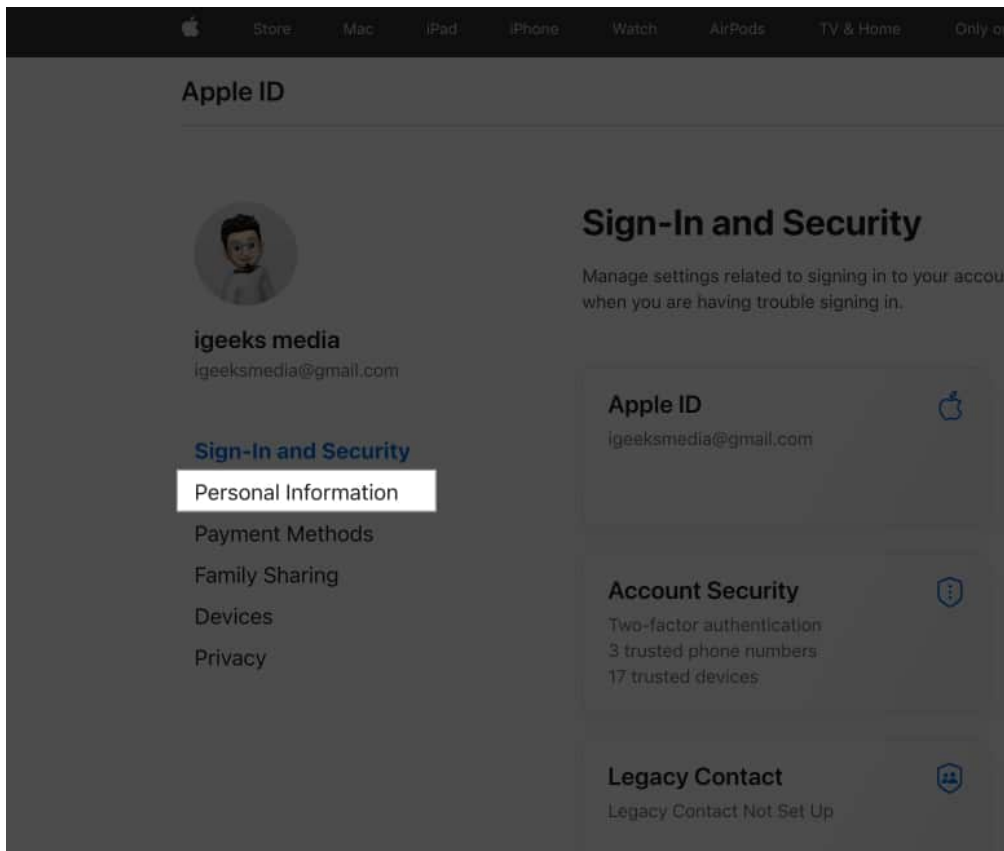 Store Mac iPad iPhone Watch AirPods TV & Home Only
Apple ID
igeeks media
igeeksmedia@gmail.com
Sign-In and Security
Personal Information
Payment Methods
Family Sharing
Devices
Privacy
Sign-In and Security
Manage settings related to signing in to your accou
when you are having trouble signing in.
Apple ID
igeeksmedia@gmail.com
Account Security
Two-factor authentication
3 trusted phone numbers
17 trusted devices
Legacy Contact
Legacy Contact Not Set Up